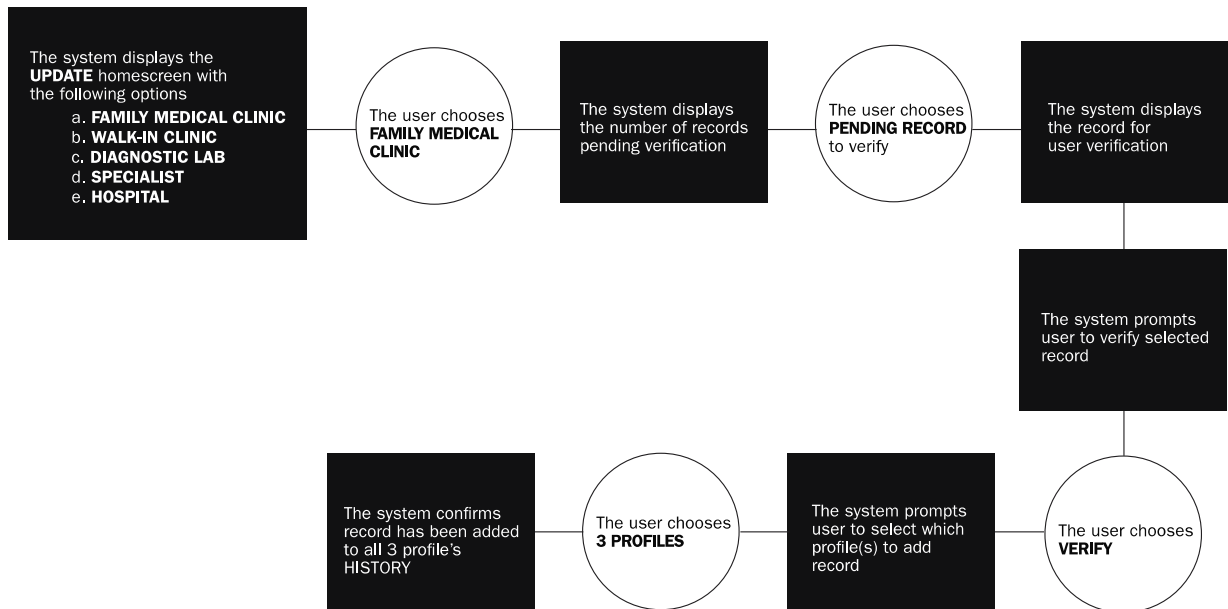 The system displays the
UPDATE homescreen with
the following options
a. FAMILY MEDICAL CLINIC
b. WALK-IN CLINIC
c. DIAGNOSTIC LAB
d. SPECIALIST
e. HOSPITAL
The user chooses
FAMILY MEDICAL
CLINIC
The system displays
the number of records
pending verification
The user chooses
PENDING RECORD
to verify
The system displays
the record for
user verification
The system prompts
user to verify selected
record
The user chooses
VERIFY
The system prompts
user to select which
profile(s) to add
record
The user chooses
3 PROFILES
The system confirms
record has been added
to all 3 profile's
HISTORY